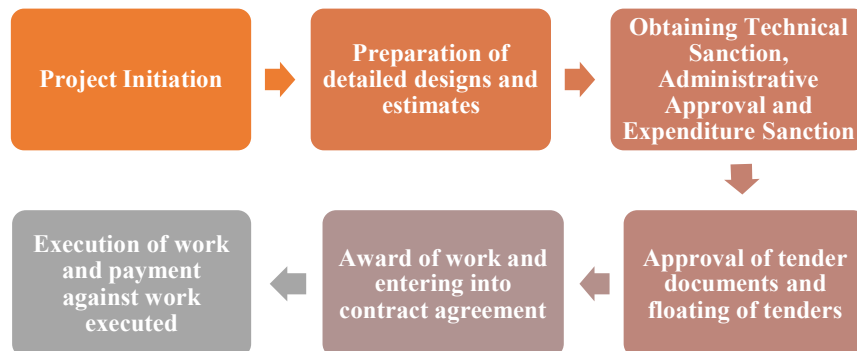 Project Initiation
Preparation of
detailed designs and
estimates
Obtaining Technical
Sanction,
Administrative
Approval and
Expenditure Sanction
Approval of tender
documents and
floating of tenders
Award of work and
entering into
contract agreement
Execution of work
and payment
against work
executed